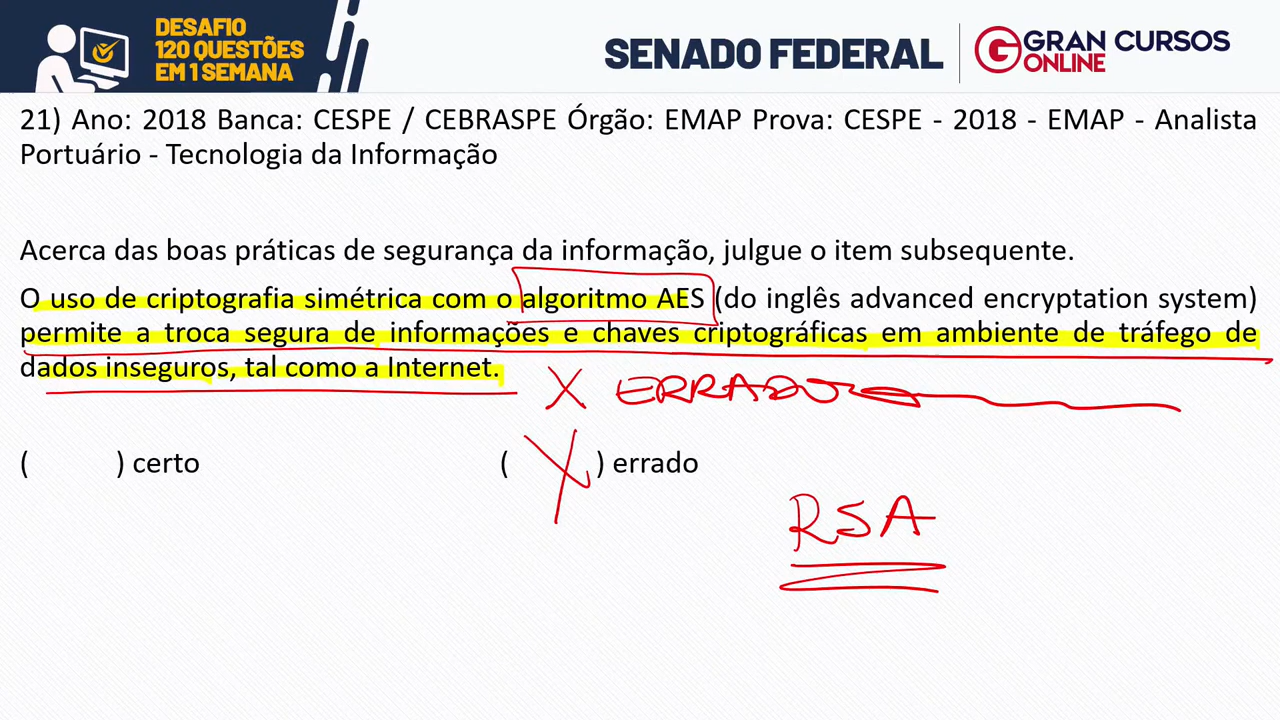 DESAFIO
120 QUESTÕES
EM 1 SEMANA
SENADO FEDERAL
GRAN CURSOS
ONLINE
21) Ano: 2018 Banca: CESPE / CEBRASPE Órgão: EMAP Prova: CESPE - 2018 - EMAP - Analista
Portuário - Tecnologia da Informação
Acerca das boas práticas de segurança da informação, julgue o item subsequente.
O uso de criptografia simétrica com o algoritmo AES (do inglês advanced encryptation system)
permite a troca segura de informações e chaves criptográficas em ambiente de tráfego de
dados inseguros, tal como a Internet.
X ERRADO
( ) certo ( X ) errado
RSA